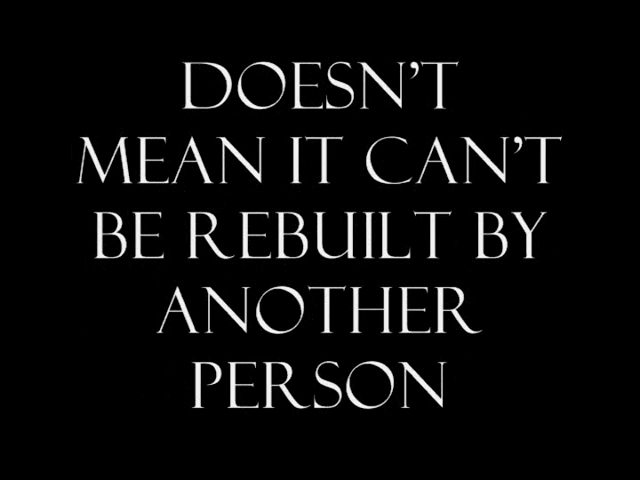 DOESN'T
MEAN IT CAN'T
BE REBUILT BY
ANOTHER
PERSON